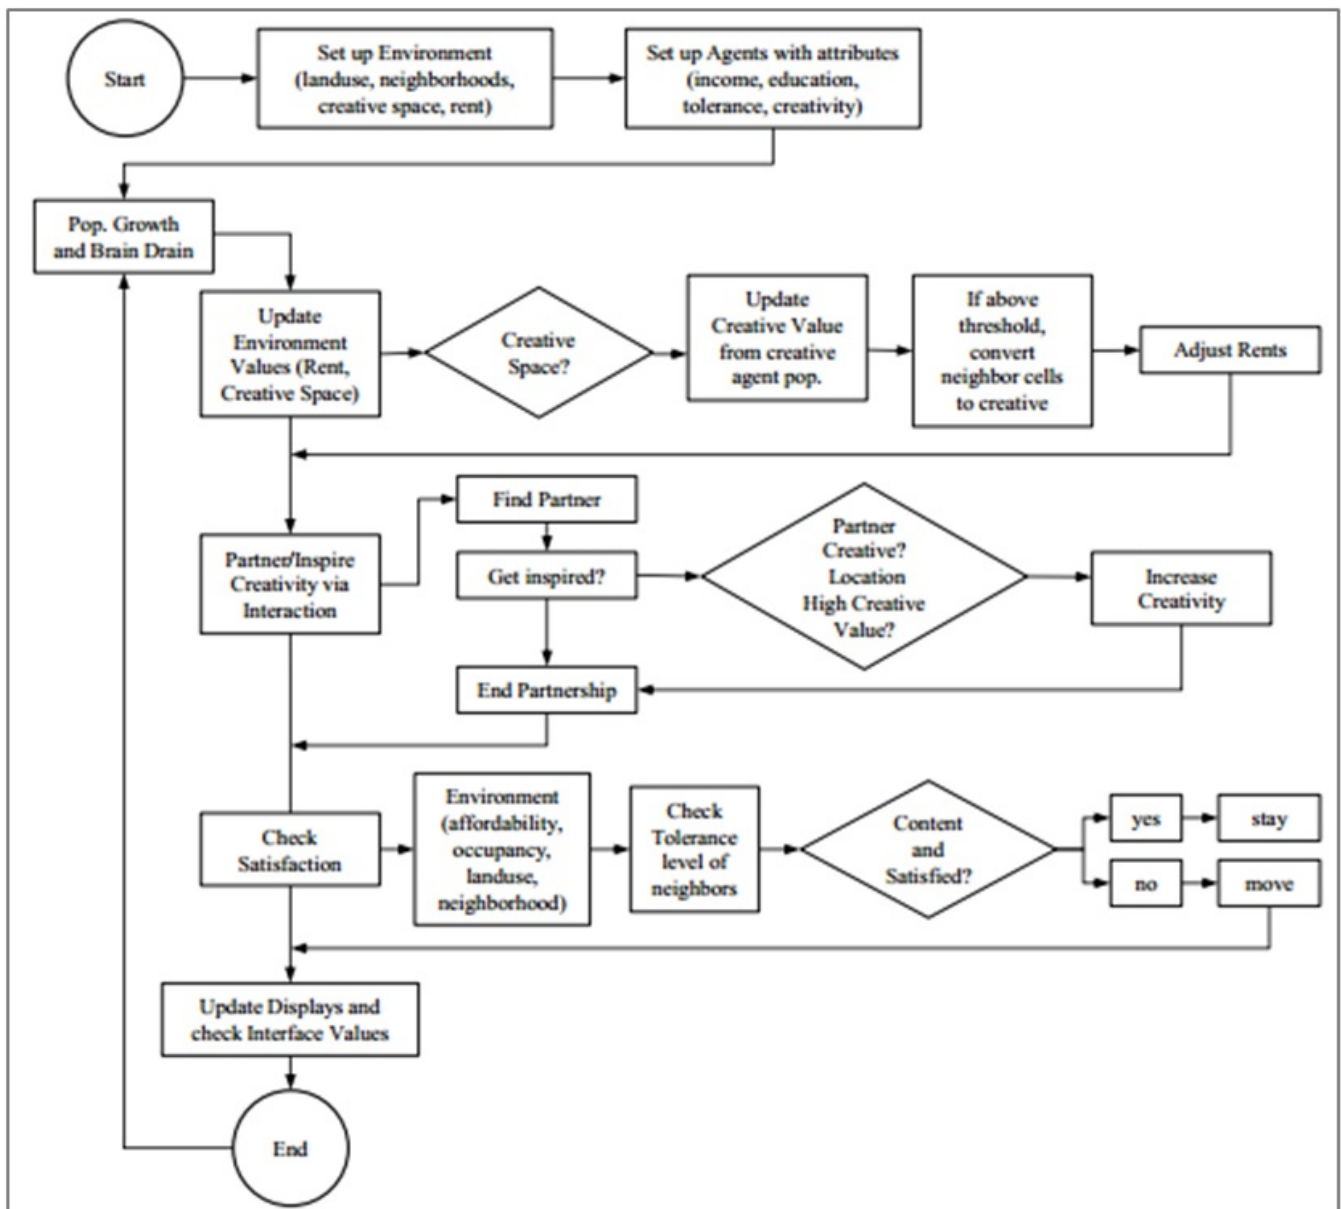 Start
Set up Environment
(landuse, neighborhoods,
creative space, rent)
Set up Agents with attributes
(income, education,
tolerance, creativity)
Pop. Growth
and Brain Drain
Update
Environment
Values (Rent,
Creative Space)
Creative
Space?
Update
Creative Value
from creative
agent pop.
If above
threshold,
convert
neighbor cells
to creative
Adjust Rents
Partner/Inspire
Creativity via
Interaction
Find Partner
Get inspired?
End Partnership
Partner
Creative?
Location
High Creative
Value?
Increase
Creativity
Check
Satisfaction
Environment
(affordability,
occupancy,
landuse,
neighborhood)
Check
Tolerance
level of
neighbors
Content
and
Satisfied?
yes
stay
no
move
Update Displays and
check Interface Values
End